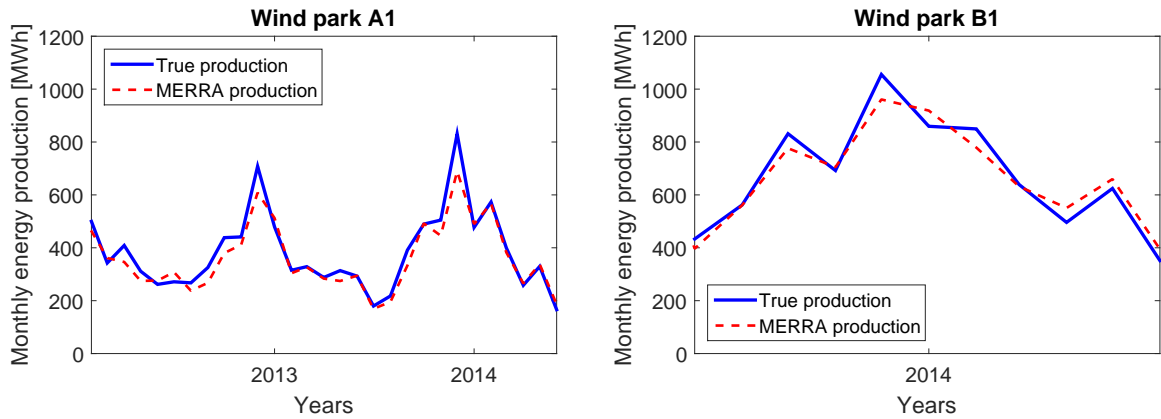 Wind park A1
Monthly energy production [MWh]
1200
1000
800
600
400
200
0
True production
MERRA production
2013
2014
Years
Wind park B1
Monthly energy production [MWh]
1200
1000
800
600
400
200
0
True production
MERRA production
2014
Years